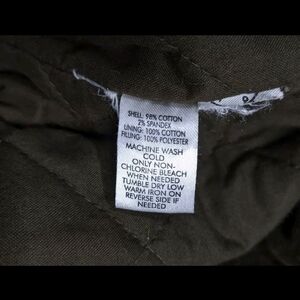 SHELL: 98% COTTON
2% SPANDEX
LINING: 100% COTTON
FILLING: 100% POLYESTER
MACHINE WASH
COLD
ONLY NON-
CHLORINE BLEACH
WHEN NEEDED
TUMBLE DRY LOW
WARM IRON ON
REVERSE SIDE IF
NEEDED